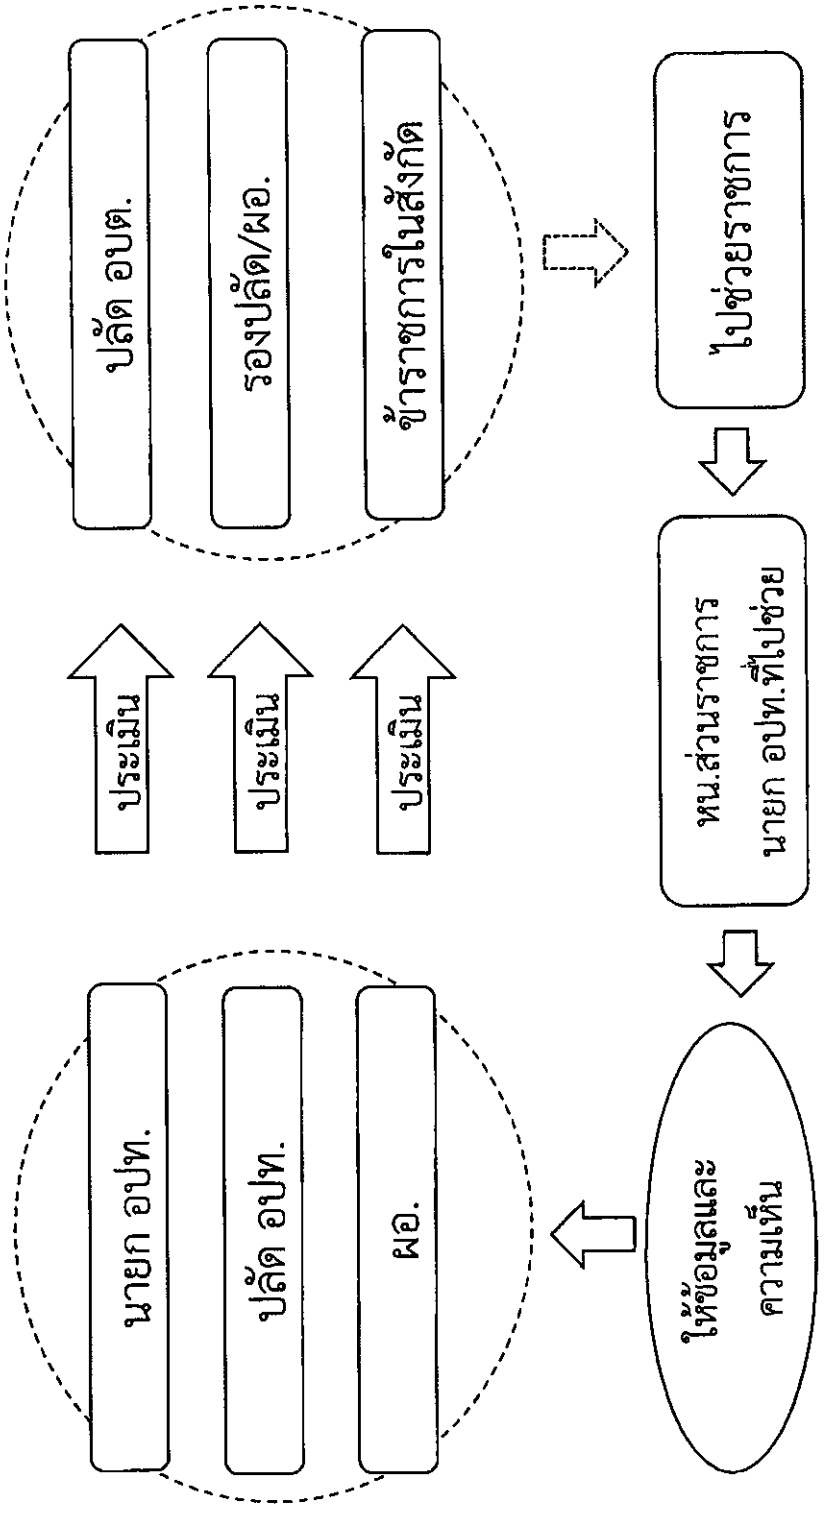 นายก อปท.
ประเมิน
ปลัด อบต.
ปลัด อปท.
ประเมิน
รองปลัด/ผอ.
ผอ.
ประเมิน
ข้าราชการในสังกัด
ให้ข้อมูลและ
ความเห็น
หน.ส่วนราชการ
นายก อปท.ที่ไปช่วย
ไปช่วยราชการ